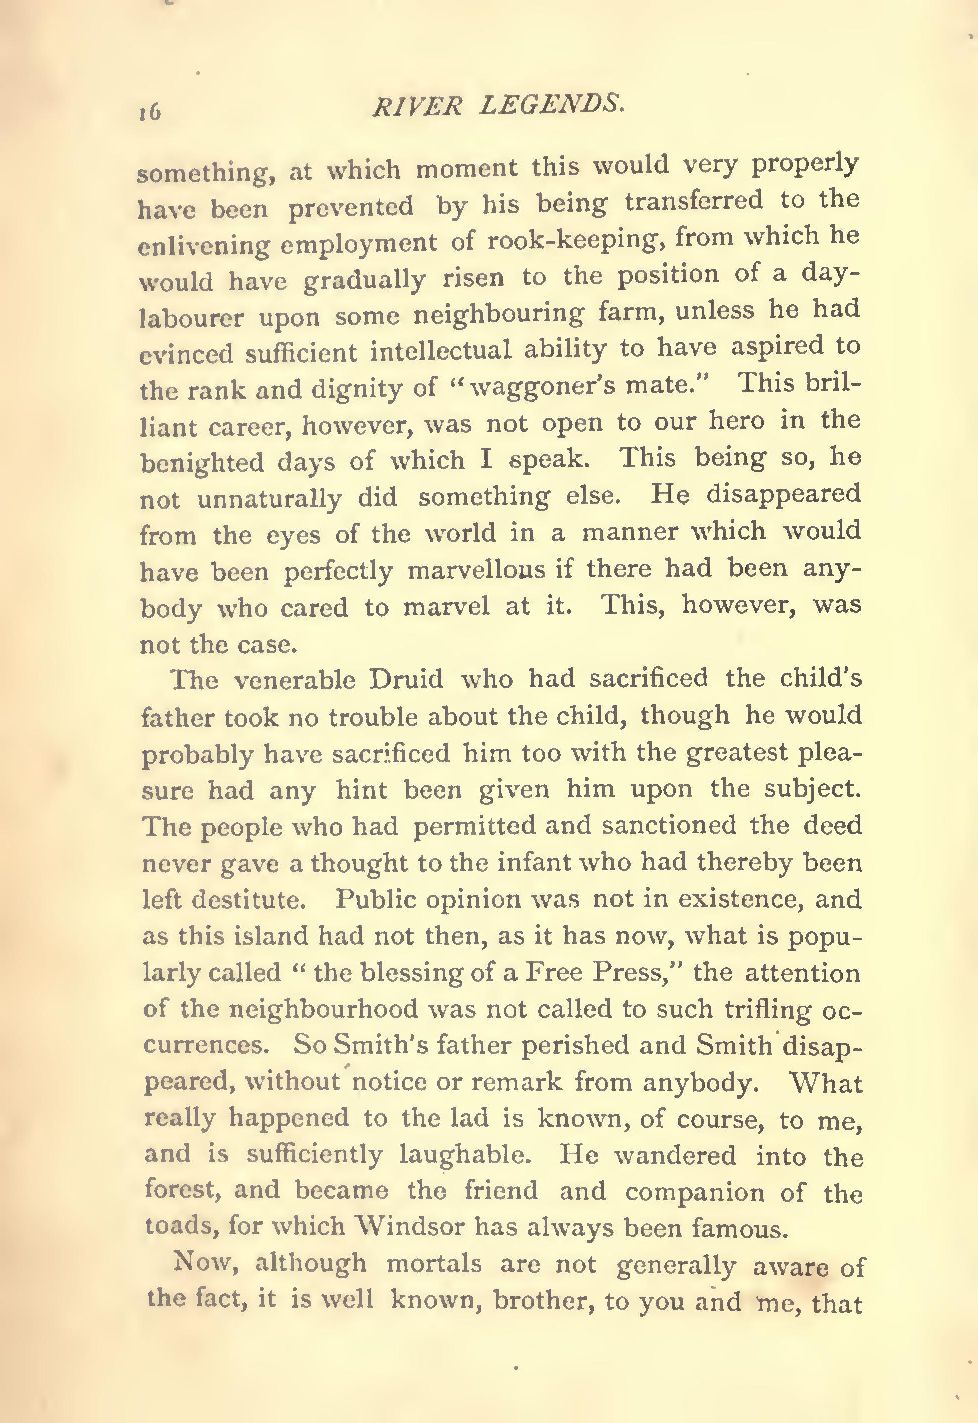 16 RIVER LEGENDS.
something, at which moment this would very properly
have been prevented by his being transferred to the
enlivening employment of rook-keeping, from which he
would have gradually risen to the position of a day-
labourer upon some neighbouring farm, unless he had
evinced sufficient intellectual ability to have aspired to
the rank and dignity of “waggoner's mate.” This bril-
liant career, however, was not open to our hero in the
benighted days of which I speak. This being so, he
not unnaturally did something else. He disappeared
from the eyes of the world in a manner which would
have been perfectly marvellous if there had been any-
body who cared to marvel at it. This, however, was
not the case.
The venerable Druid who had sacrificed the child's
father took no trouble about the child, though he would
probably have sacrificed him too with the greatest plea-
sure had any hint been given him upon the subject.
The people who had permitted and sanctioned the deed
never gave a thought to the infant who had thereby been
left destitute. Public opinion was not in existence, and
as this island had not then, as it has now, what is popu-
larly called “the blessing of a Free Press,” the attention
of the neighbourhood was not called to such trifling oc-
currences. So Smith's father perished and Smith disap-
peared, without notice or remark from anybody. What
really happened to the lad is known, of course, to me,
and is sufficiently laughable. He wandered into the
forest, and became the friend and companion of the
toads, for which Windsor has always been famous.
Now, although mortals are not generally aware of
the fact, it is well known, brother, to you and me, that